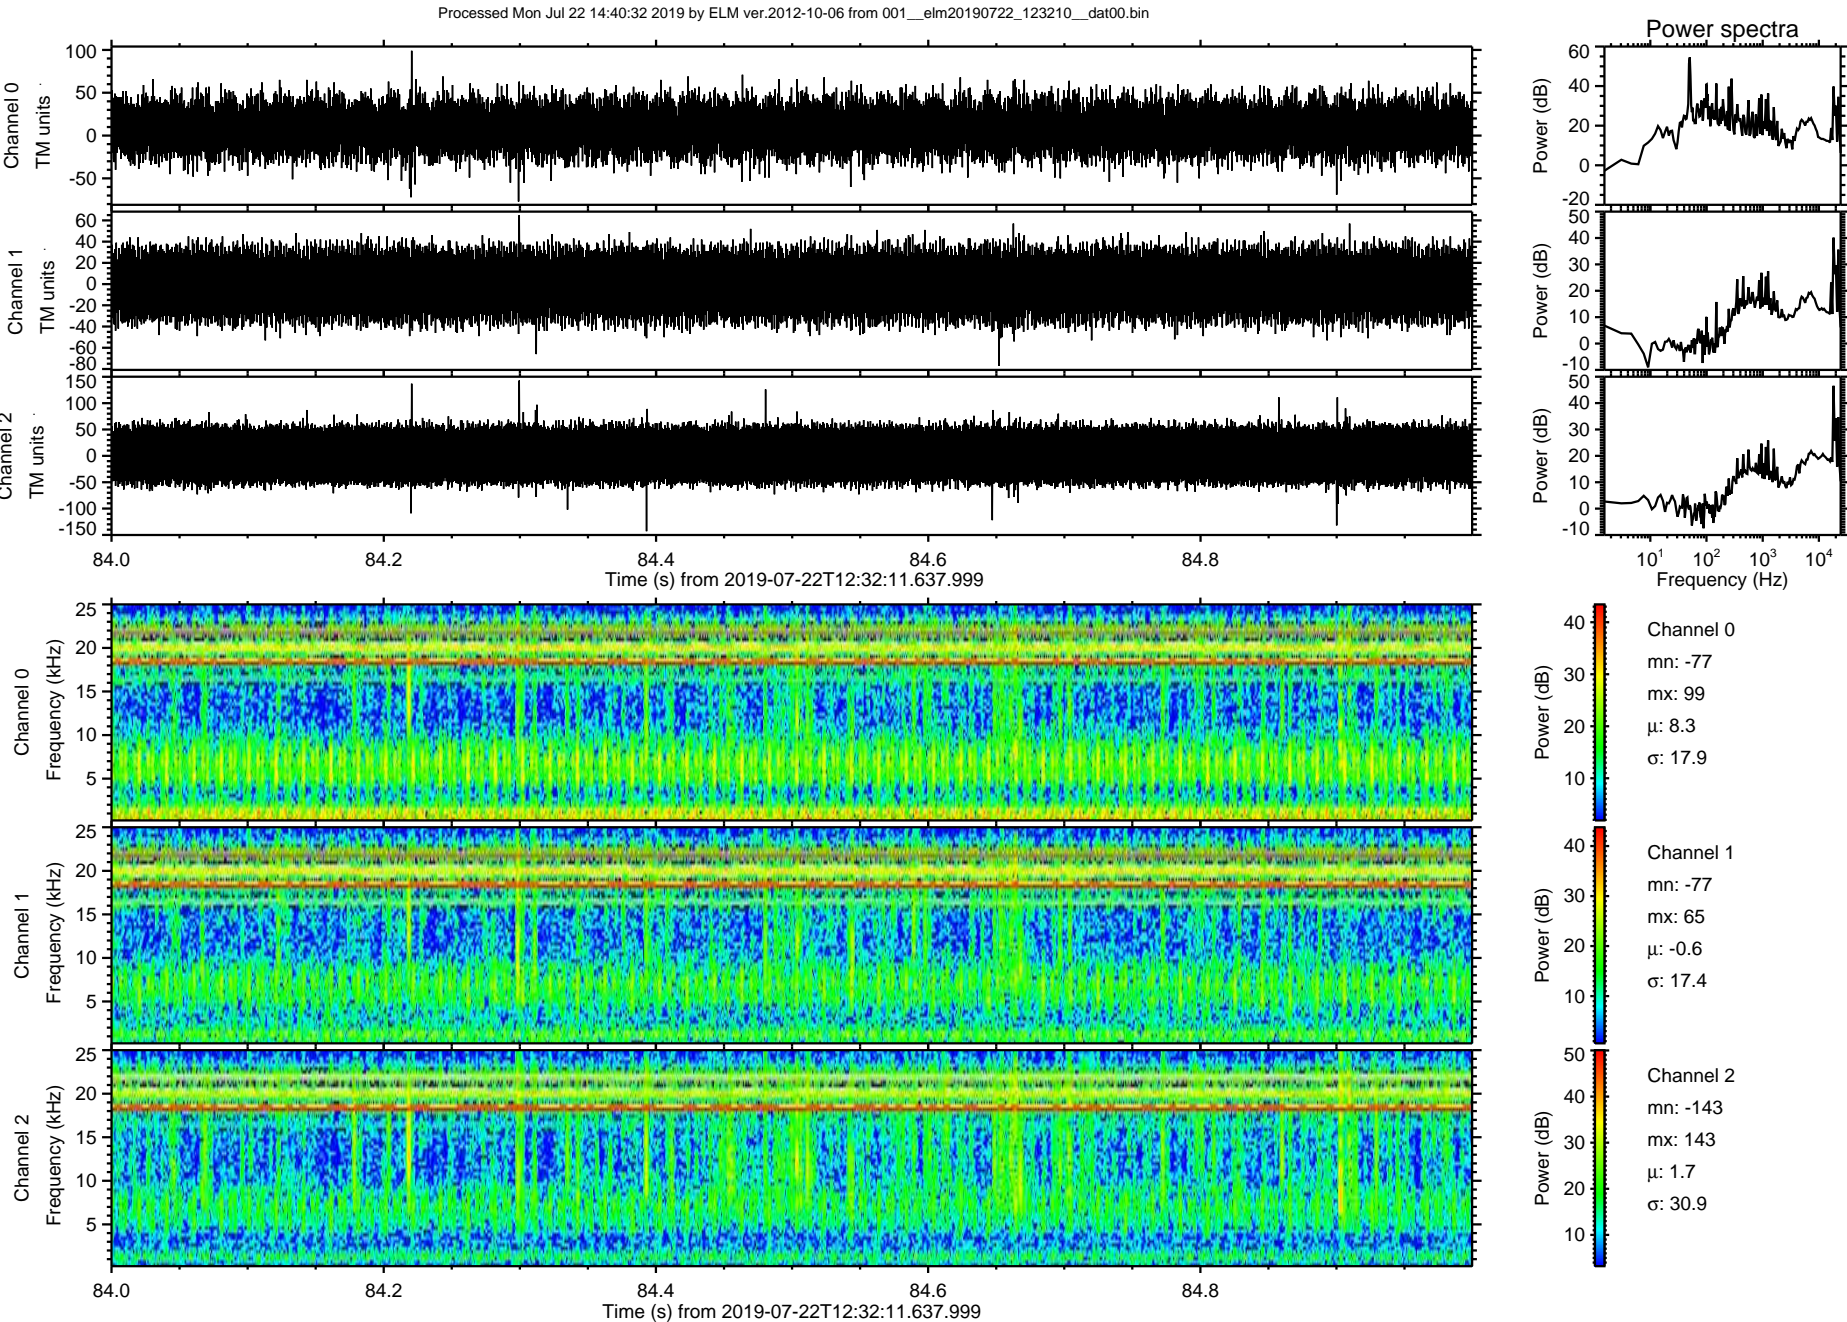 Processed Mon Jul 22 14:40:32 2019 by ELM ver.2012-10-06 from 001__elm20190722_123210__dat00.bin
Power spectra
Channel 0
TM units
100
50
0
-50
Power (dB)
60
40
20
0
-20
Channel 1
TM units
60
40
20
0
-20
-40
-60
-80
Power (dB)
50
40
30
20
10
0
-10
Channel 2
TM units
150
100
50
0
-50
-100
-150
Power (dB)
50
40
30
20
10
0
-10
84.0 84.2 84.4 84.6 84.8
Time (s) from 2019-07-22T12:32:11.637.999
10^1 10^2 10^3 10^4
Frequency (Hz)
Channel 0
Frequency (kHz)
25
20
15
10
5
Power (dB)
40
30
20
10
Channel 0
mn: -77
mx: 99
μ: 8.3
σ: 17.9
Channel 1
Frequency (kHz)
25
20
15
10
5
Power (dB)
40
30
20
10
Channel 1
mn: -77
mx: 65
μ: -0.6
σ: 17.4
Channel 2
Frequency (kHz)
25
20
15
10
5
Power (dB)
50
40
30
20
10
Channel 2
mn: -143
mx: 143
μ: 1.7
σ: 30.9
84.0 84.2 84.4 84.6 84.8
Time (s) from 2019-07-22T12:32:11.637.999